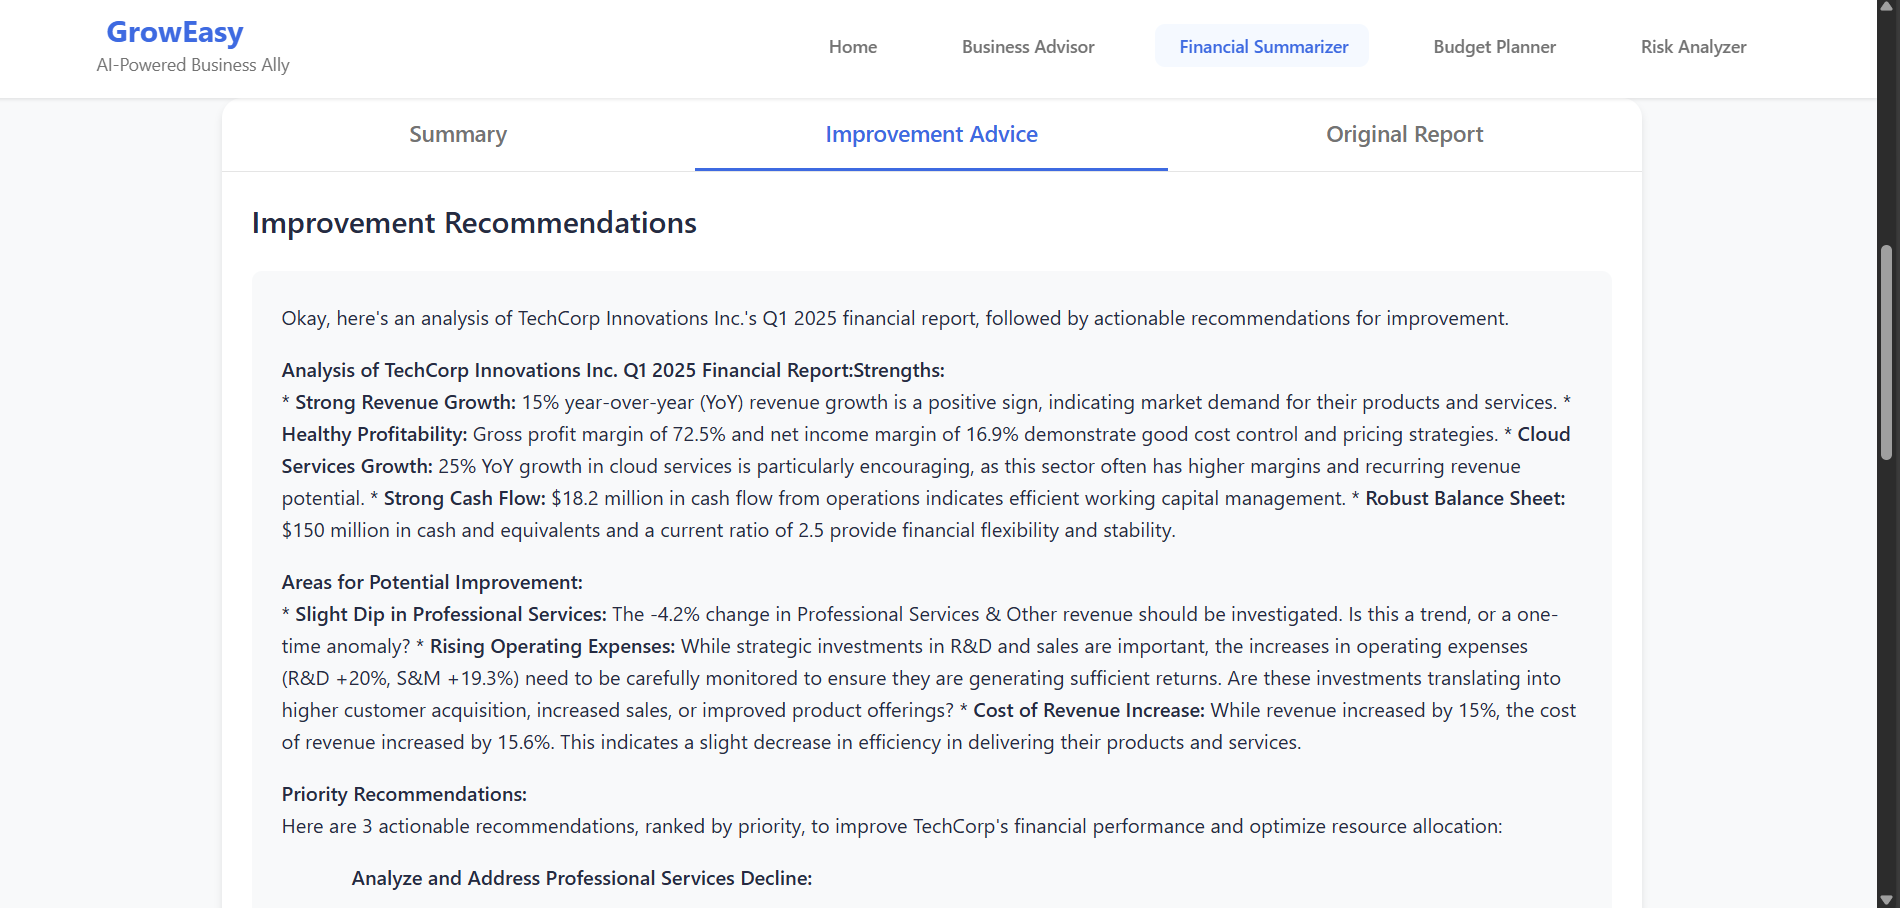 GrowEasy
AI-Powered Business Ally
Home
Business Advisor
Financial Summarizer
Budget Planner
Risk Analyzer
Summary
Improvement Advice
Original Report
Improvement Recommendations
Okay, here's an analysis of TechCorp Innovations Inc.'s Q1 2025 financial report, followed by actionable recommendations for improvement.
Analysis of TechCorp Innovations Inc. Q1 2025 Financial Report:Strengths:
* Strong Revenue Growth: 15% year-over-year (YoY) revenue growth is a positive sign, indicating market demand for their products and services. *
Healthy Profitability: Gross profit margin of 72.5% and net income margin of 16.9% demonstrate good cost control and pricing strategies. * Cloud
Services Growth: 25% YoY growth in cloud services is particularly encouraging, as this sector often has higher margins and recurring revenue
potential. * Strong Cash Flow: $18.2 million in cash flow from operations indicates efficient working capital management. * Robust Balance Sheet:
$150 million in cash and equivalents and a current ratio of 2.5 provide financial flexibility and stability.
Areas for Potential Improvement:
* Slight Dip in Professional Services: The -4.2% change in Professional Services & Other revenue should be investigated. Is this a trend, or a one-
time anomaly? * Rising Operating Expenses: While strategic investments in R&D and sales are important, the increases in operating expenses
(R&D +20%, S&M +19.3%) need to be carefully monitored to ensure they are generating sufficient returns. Are these investments translating into
higher customer acquisition, increased sales, or improved product offerings? * Cost of Revenue Increase: While revenue increased by 15%, the cost
of revenue increased by 15.6%. This indicates a slight decrease in efficiency in delivering their products and services.
Priority Recommendations:
Here are 3 actionable recommendations, ranked by priority, to improve TechCorp's financial performance and optimize resource allocation:
Analyze and Address Professional Services Decline: